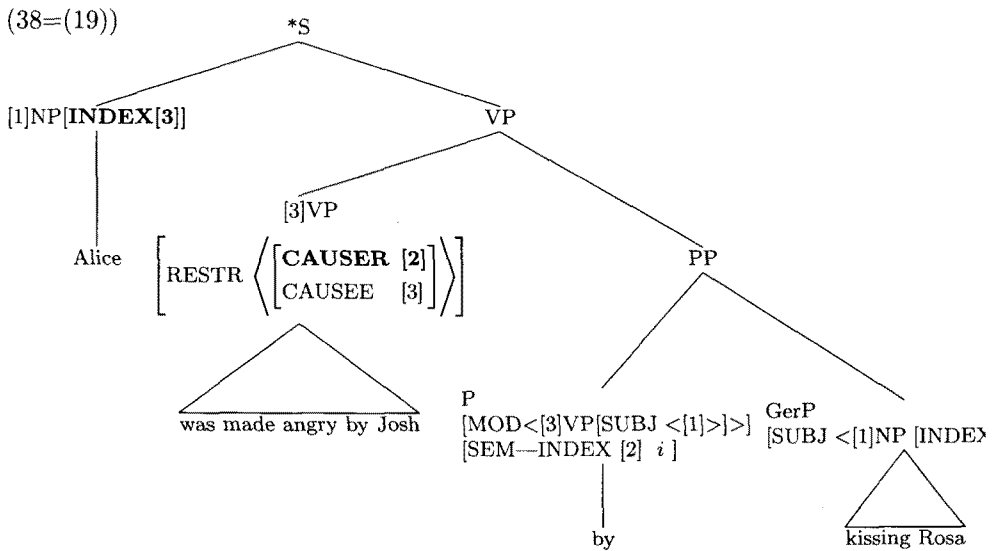 (38=(19))
*S
[1]NP[INDEX[3]]
VP
[3]VP
Alice
[RESTR ⟨[CAUSER [2]
CAUSEE [3]]⟩]
PP
was made angry by Josh
P
[MOD<[3]VP[SUBJ <[1]>]>]
[SEM—INDEX [2] i ]
GerP
[SUBJ <[1]NP [INDEX
by
kissing Rosa